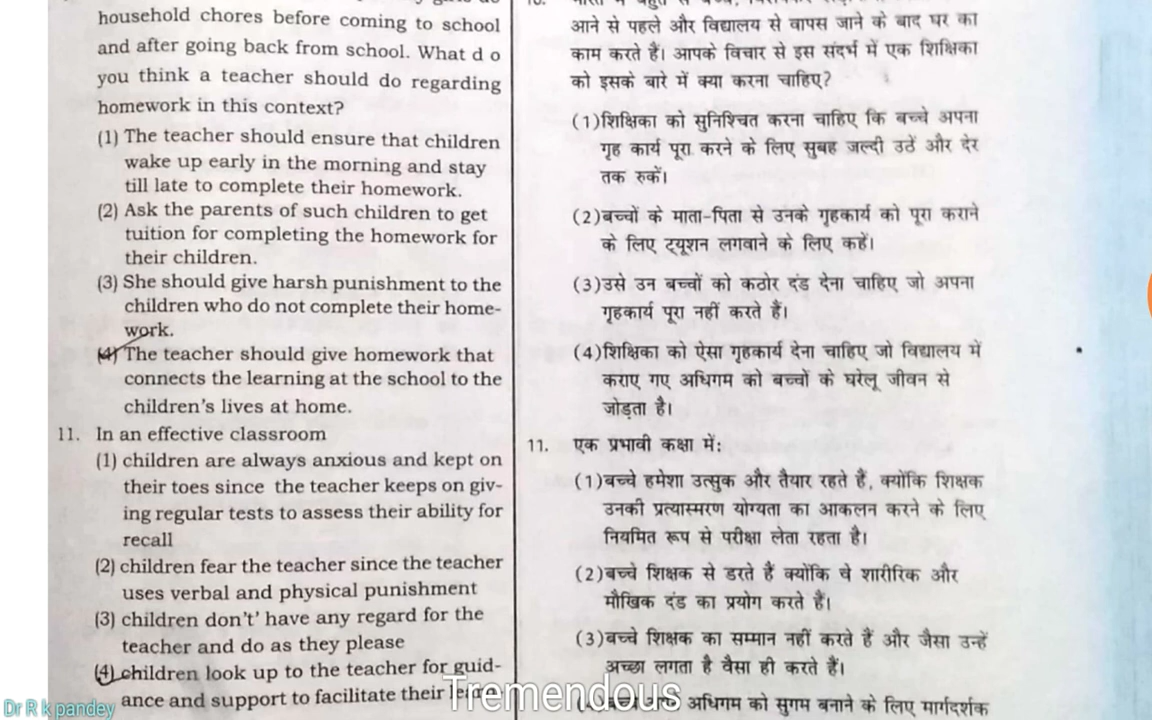 household chores before coming to school
and after going back from school. What d o
you think a teacher should do regarding
homework in this context?
(1) The teacher should ensure that children
wake up early in the morning and stay
till late to complete their homework.
(2) Ask the parents of such children to get
tuition for completing the homework for
their children.
(3) She should give harsh punishment to the
children who do not complete their home-
work.
(4) The teacher should give homework that
connects the learning at the school to the
children's lives at home.
11. In an effective classroom
(1) children are always anxious and kept on
their toes since the teacher keeps on giv-
ing regular tests to assess their ability for
recall
(2) children fear the teacher since the teacher
uses verbal and physical punishment
(3) children don't' have any regard for the
teacher and do as they please
(4) children look up to the teacher for guid-
ance and support to facilitate their
आने से पहले और विद्यालय से वापस जाने के बाद घर का
काम करते हैं। आपके विचार से इस संदर्भ में एक शिक्षिका
को इसके बारे में क्या करना चाहिए?
(1)शिक्षिका को सुनिश्चित करना चाहिए कि बच्चे अपना
गृह कार्य पूरा करने के लिए सुबह जल्दी उठें और देर
तक रुकें।
(2)बच्चों के माता-पिता से उनके गृहकार्य को पूरा कराने
के लिए ट्यूशन लगवाने के लिए कहें।
(3)उसे उन बच्चों को कठोर दंड देना चाहिए जो अपना
गृहकार्य पूरा नहीं करते हैं।
(4)शिक्षिका को ऐसा गृहकार्य देना चाहिए जो विद्यालय में
कराए गए अधिगम को बच्चों के घरेलू जीवन से
जोड़ता है।
11. एक प्रभावी कक्षा में:
(1)बच्चे हमेशा उत्सुक और तैयार रहते हैं, क्योंकि शिक्षक
उनकी प्रत्यास्मरण योग्यता का आकलन करने के लिए
नियमित रूप से परीक्षा लेता रहता है।
(2)बच्चे शिक्षक से डरते हैं क्योंकि वे शारीरिक और
मौखिक दंड का प्रयोग करते हैं।
(3)बच्चे शिक्षक का सम्मान नहीं करते हैं और जैसा उन्हें
अच्छा लगता है वैसा ही करते हैं।
अधिगम को सुगम बनाने के लिए मार्गदर्शक
Tremendous
Dr R k pandey